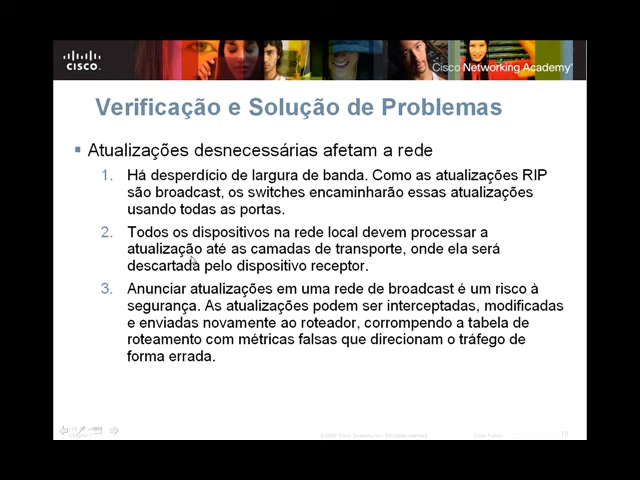 CISCO.
Cisco Networking Academy®
Verificação e Solução de Problemas
Atualizações desnecessárias afetam a rede
1. Há desperdício de largura de banda. Como as atualizações RIP
são broadcast, os switches encaminharão essas atualizações
usando todas as portas.
2. Todos os dispositivos na rede local devem processar a
atualização até as camadas de transporte, onde ela será
descartada pelo dispositivo receptor.
3. Anunciar atualizações em uma rede de broadcast é um risco à
segurança. As atualizações podem ser interceptadas, modificadas
e enviadas novamente ao roteador, corrompendo a tabela de
roteamento com métricas falsas que direcionam o tráfego de
forma errada.